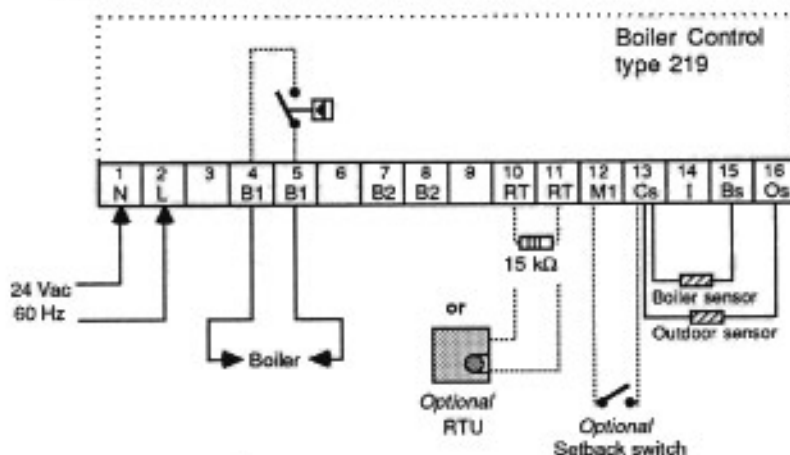 Boiler Control
type 219
1 2 3 4 5 6 7 8 9 10 11 12 13 14 15 16
N L B1 B1 B2 B2 RT RT M1 Cs I Bs Os
15 kΩ
24 Vac
60 Hz
Boiler sensor
or
Outdoor sensor
Boiler
Optional
RTU
Optional
Setback switch